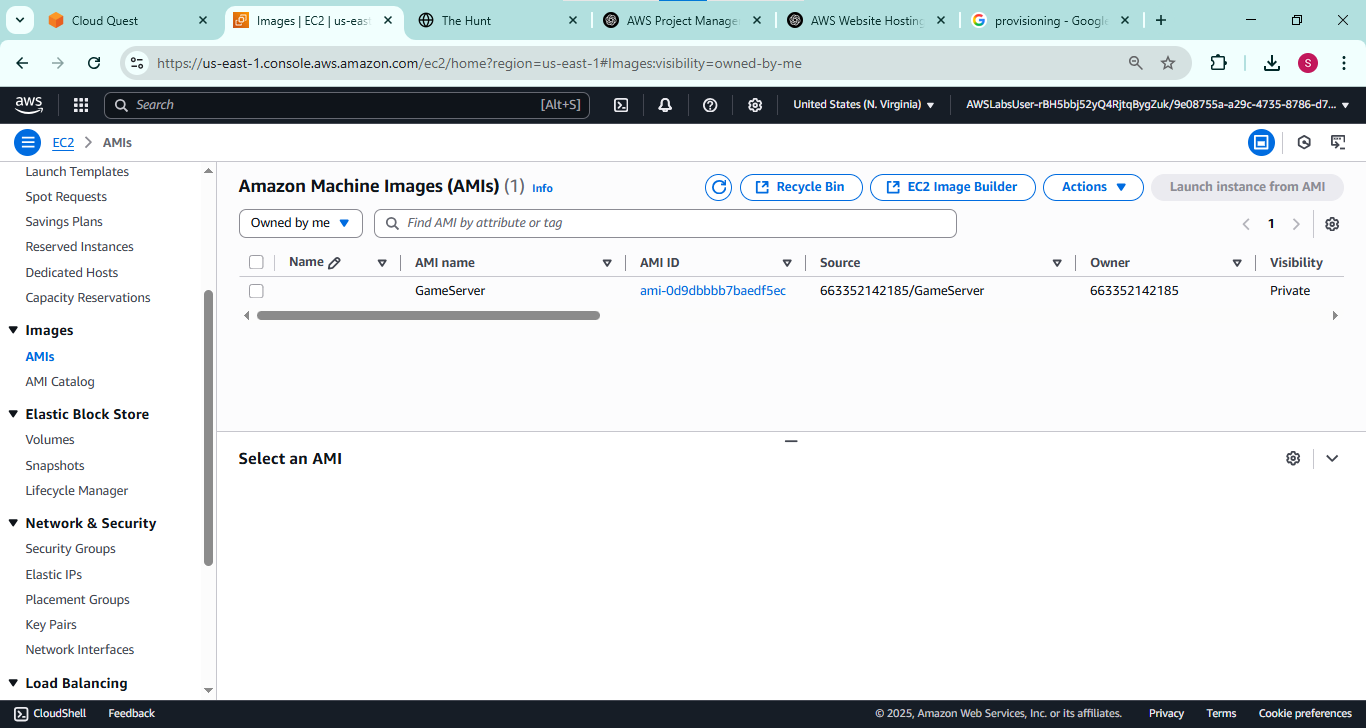 Cloud Quest
Images | EC2 | us-east
The Hunt
AWS Project Manage
AWS Website Hosting
provisioning - Google
https://us-east-1.console.aws.amazon.com/ec2/home?region=us-east-1#Images:visibility=owned-by-me
S
aws
Search
[Alt+S]
United States (N. Virginia)
AWSLabsUser-rBH5bbj52yQ4RjtqBygZuk/9e08755a-a29c-4735-8786-d7...
EC2
AMIs
Launch Templates
Spot Requests
Savings Plans
Reserved Instances
Dedicated Hosts
Capacity Reservations
Images
AMIs
AMI Catalog
Elastic Block Store
Volumes
Snapshots
Lifecycle Manager
Network & Security
Security Groups
Elastic IPs
Placement Groups
Key Pairs
Network Interfaces
Load Balancing
Amazon Machine Images (AMIs) (1) Info
Recycle Bin
EC2 Image Builder
Actions
Launch instance from AMI
Owned by me
Find AMI by attribute or tag
1
Name AMI name AMI ID Source Owner Visibility
GameServer ami-0d9dbbbb7baedf5ec 663352142185/GameServer 663352142185 Private
Select an AMI
CloudShell Feedback
© 2025, Amazon Web Services, Inc. or its affiliates. Privacy Terms Cookie preferences